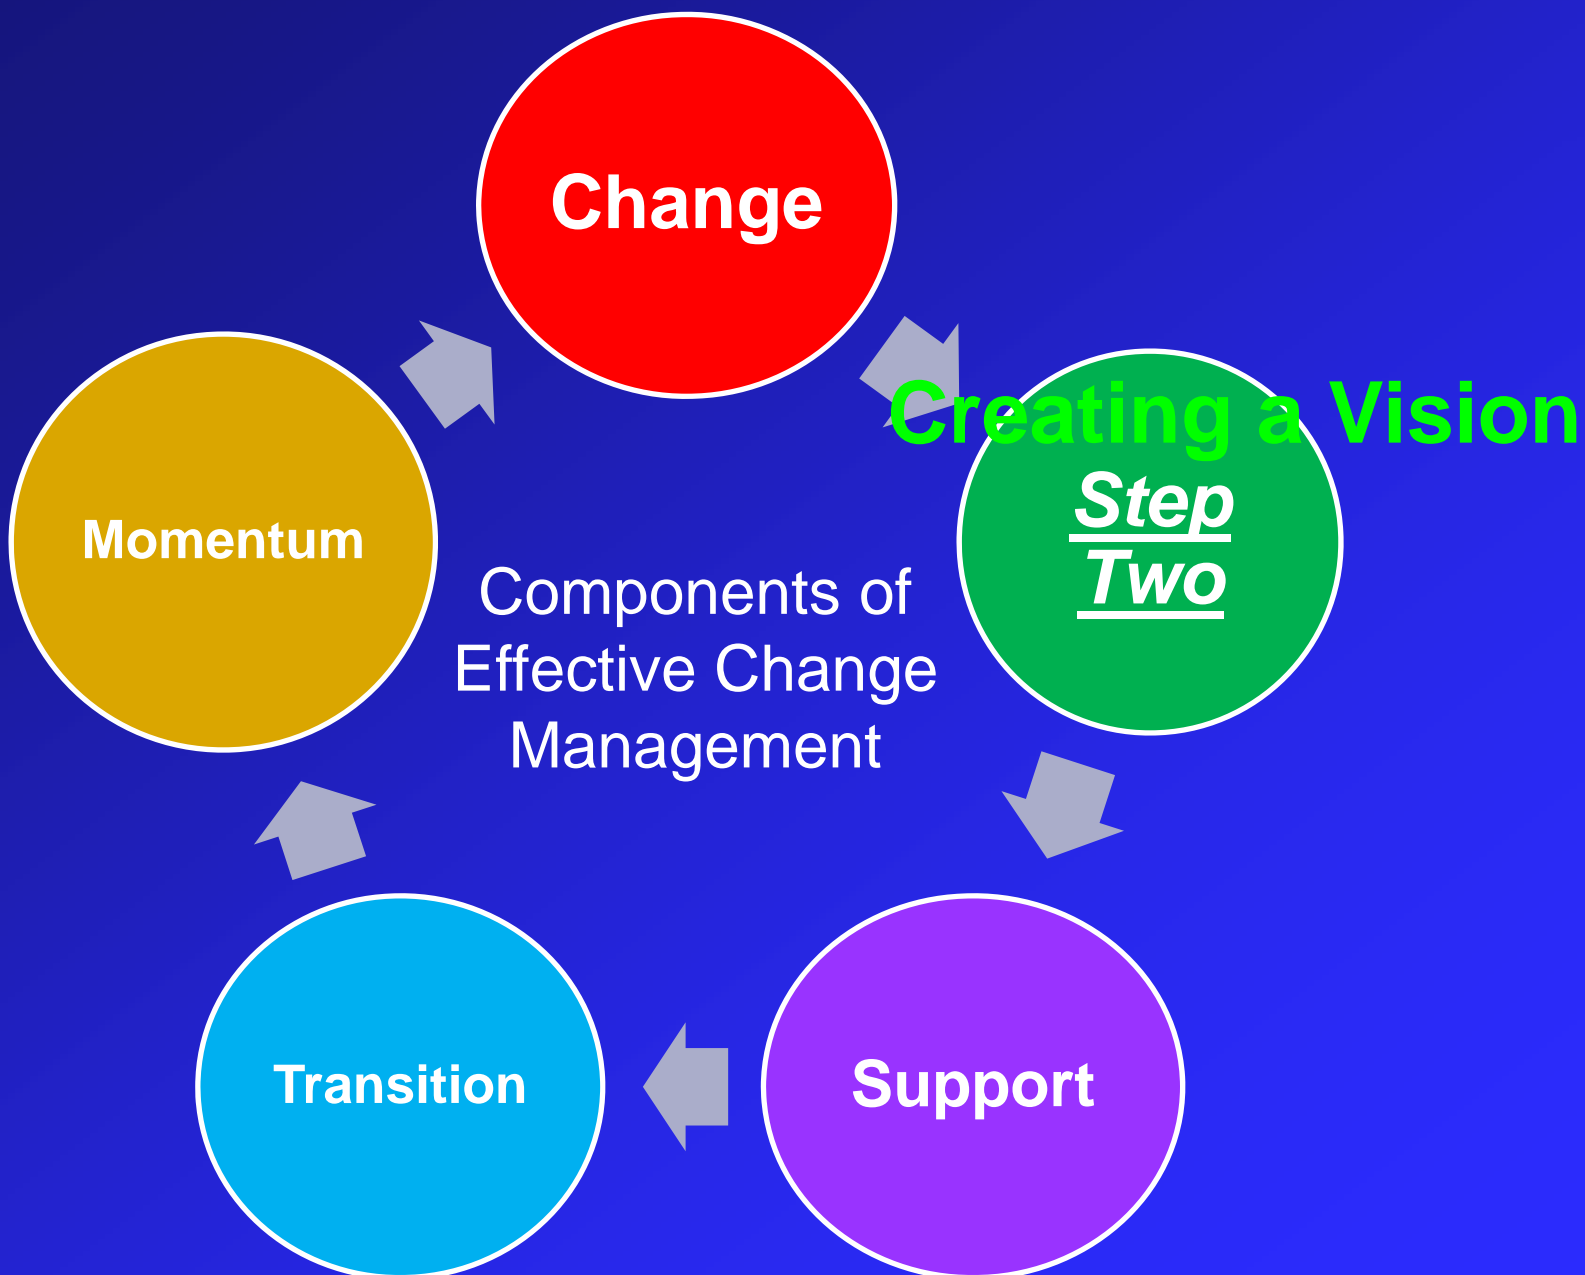 Change
Creating a Vision
Step
Two
Momentum
Components of
Effective Change
Management
Transition
Support